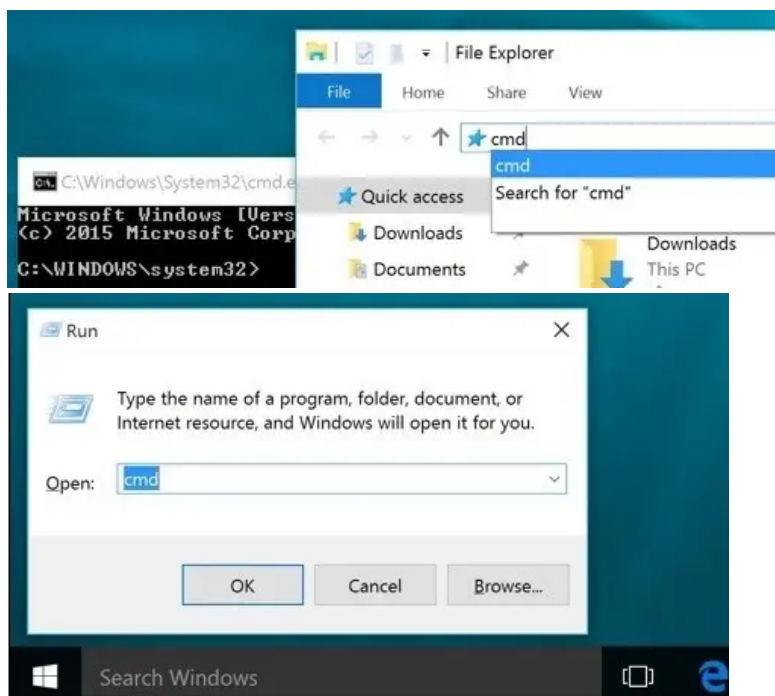 File Explorer
File Home Share View
cmd
cmd
Search for "cmd"
C:\Windows\System32\cmd.e
Microsoft Windows [Vers
(c) 2015 Microsoft Corp
C:\WINDOWS\system32>
Quick access
Downloads
Documents
Downloads
This PC
Run
Type the name of a program, folder, document, or
Internet resource, and Windows will open it for you.
Open: cmd
OK Cancel Browse...
Search Windows